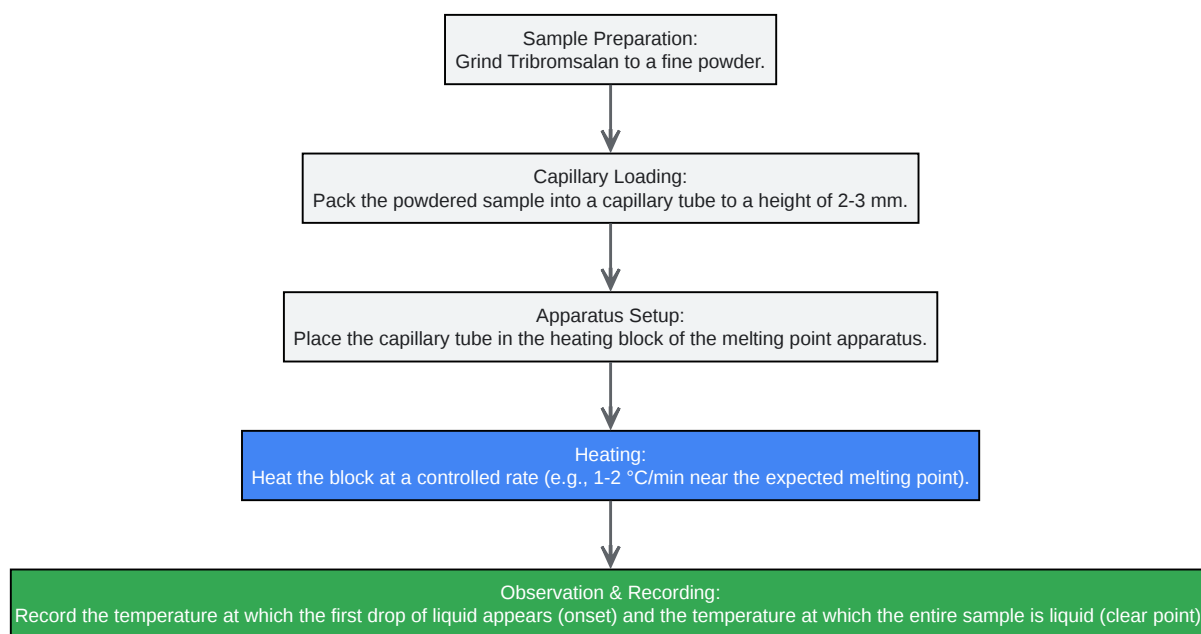 Sample Preparation:
Grind Tribromsalan to a fine powder.
Capillary Loading:
Pack the powdered sample into a capillary tube to a height of 2-3 mm.
Apparatus Setup:
Place the capillary tube in the heating block of the melting point apparatus.
Heating:
Heat the block at a controlled rate (e.g., 1-2 °C/min near the expected melting point).
Observation & Recording:
Record the temperature at which the first drop of liquid appears (onset) and the temperature at which the entire sample is liquid (clear point).